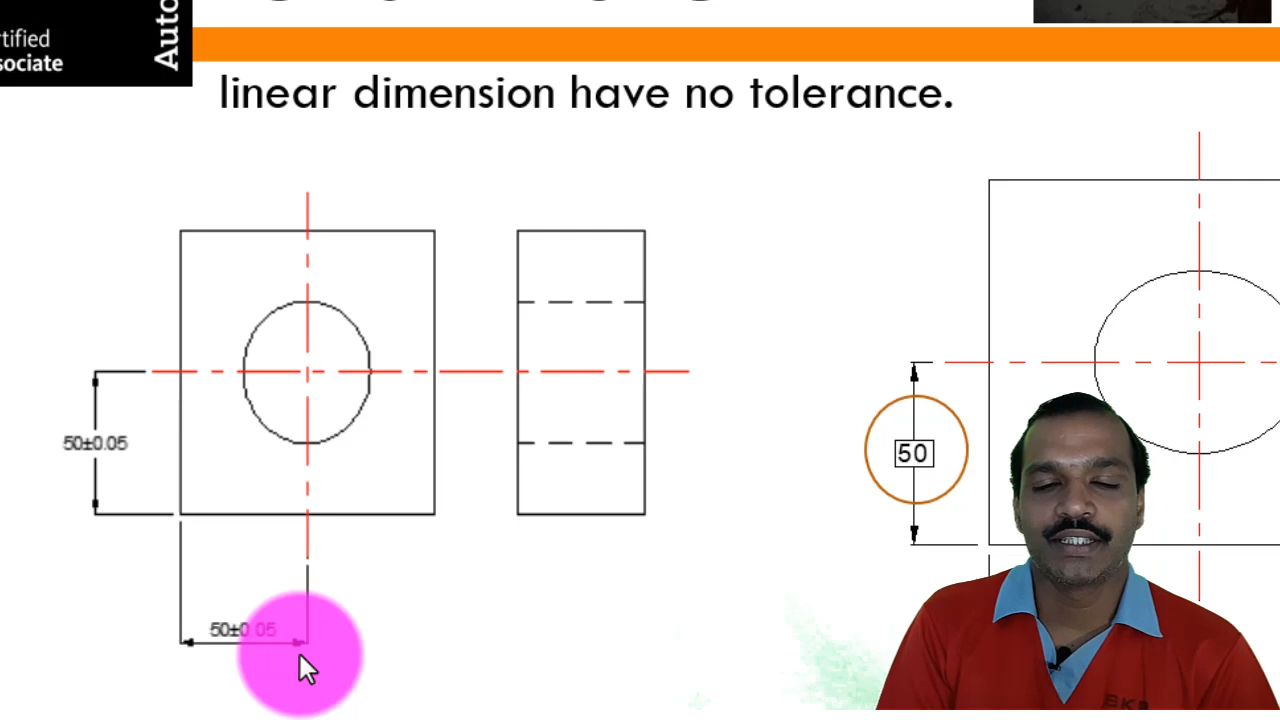 rtified
sociate
Auto
linear dimension have no tolerance.
50±0.05
50
50±0.05